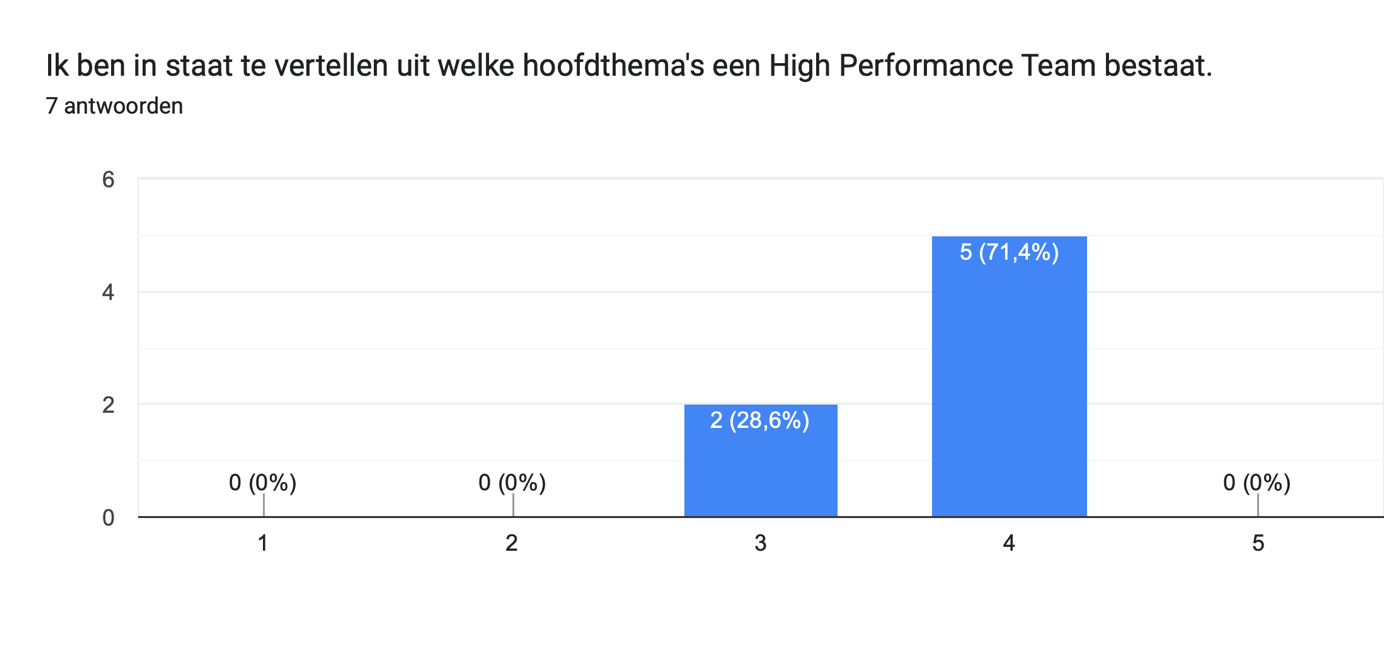 Ik ben in staat te vertellen uit welke hoofdthema's een High Performance Team bestaat.
7 antwoorden
6
5 (71,4%)
4
2
2 (28,6%)
0 (0%) 0 (0%) 0 (0%)
0
1 2 3 4 5